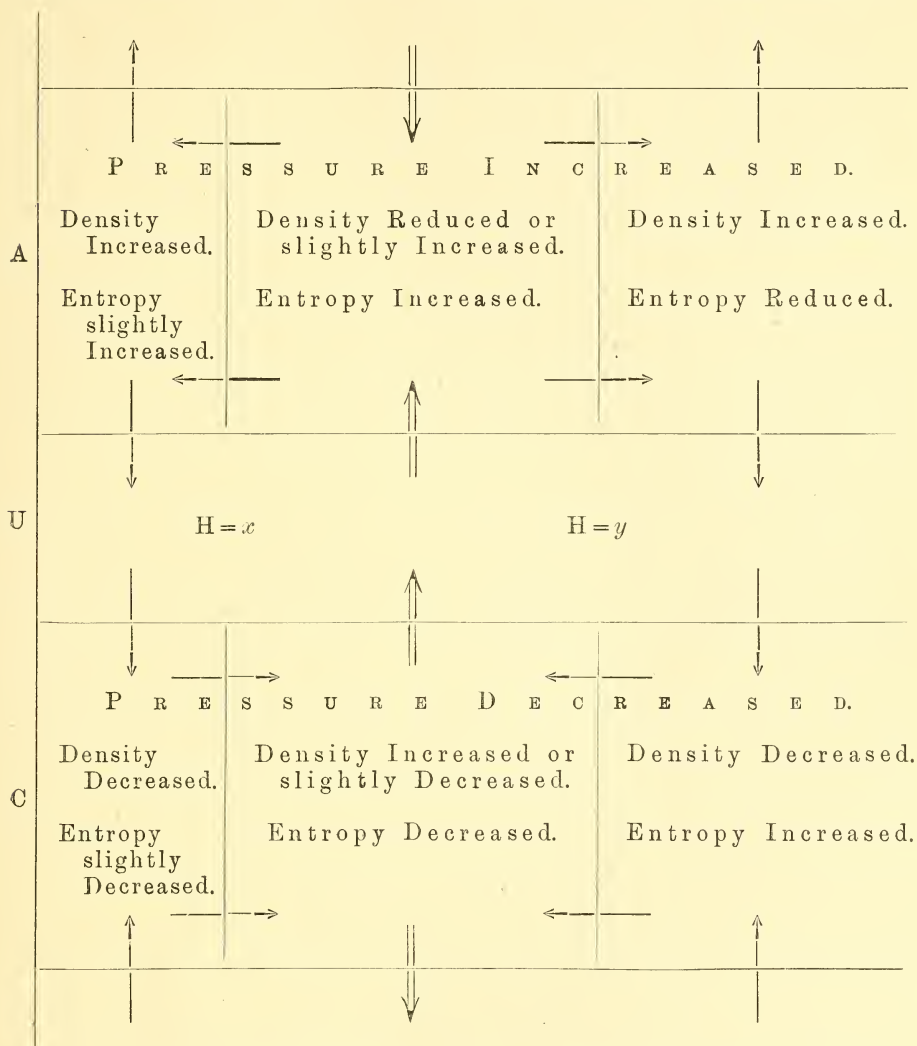 PRESSURE INCREASED.
Density
Increased.
Density Reduced or
slightly Increased.
Density Increased.
A
Entropy
slightly
Increased.
Entropy Increased.
Entropy Reduced.
U
H = x
H = y
PRESSURE DECREASED.
Density
Decreased.
Density Increased or
slightly Decreased.
Density Decreased.
C
Entropy
slightly
Decreased.
Entropy Decreased.
Entropy Increased.